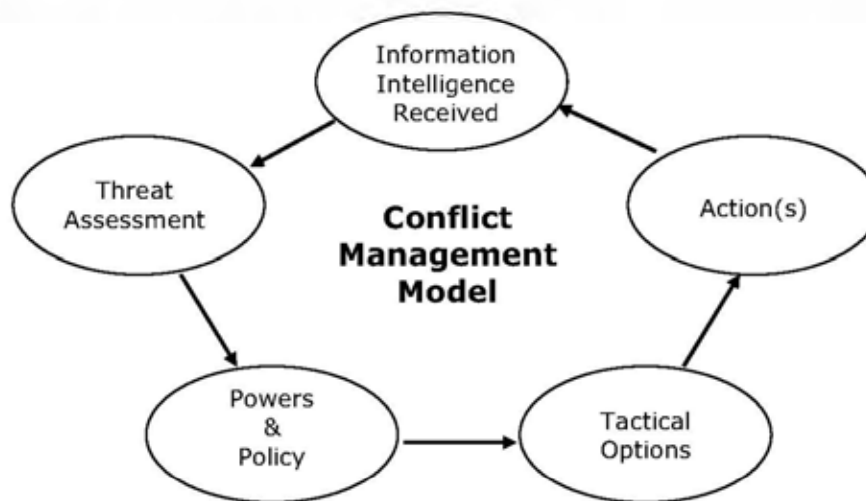 Information
Intelligence
Received
Threat
Assessment
Conflict
Management
Model
Action(s)
Powers
&
Policy
Tactical
Options